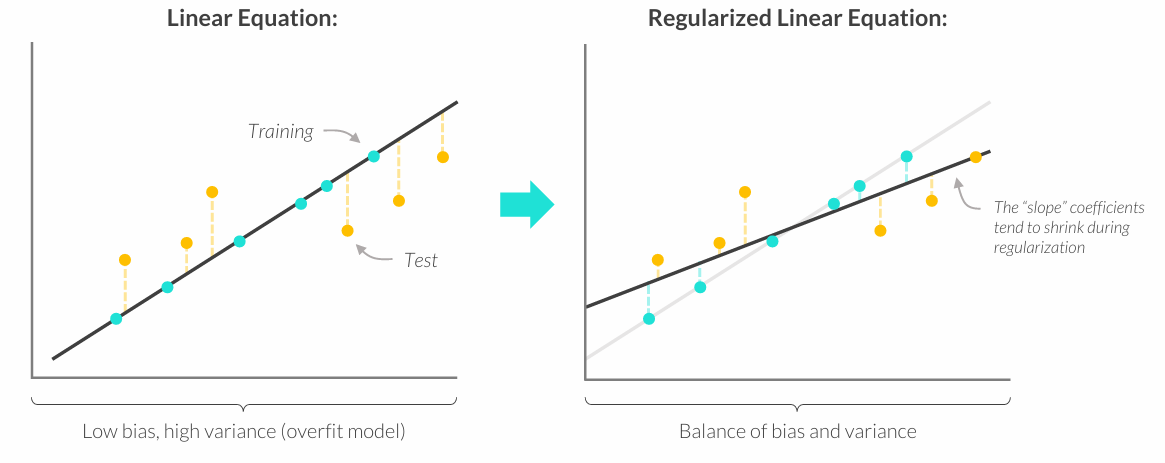 Linear Equation:
Regularized Linear Equation:
Training
Test
The “slope” coefficients
tend to shrink during
regularization
Low bias, high variance (overfit model)
Balance of bias and variance